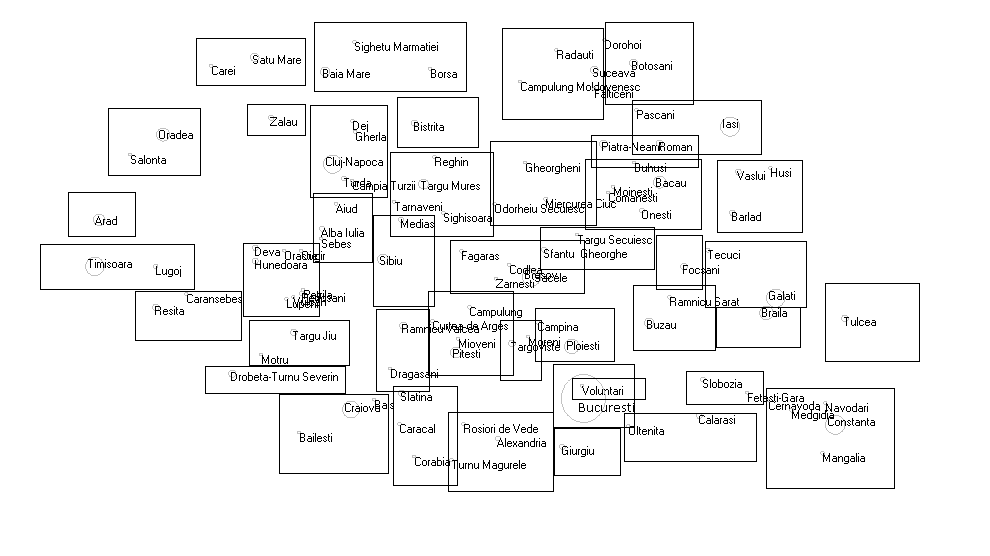 Dorohoi
Sighetu Marmatiei
Radauti
Satu Mare
Botosani
Carei
Baia Mare
Borsa
Suceava
Campulung Moldovenesc
Falticeni
Pascani
Zalau
Dej
Bistrita
Iasi
Oradea
Gherla
Piatra-Neamt
Roman
Salonta
Cluj-Napoca
Reghin
Gheorgheni
Buhusi
Vaslui
Husi
Turda
Campia Turzii
Targu Mures
Bacau
Moinesti
Comanesti
Aiud
Tarnaveni
Odorheiu Secuiesc
Miercurea Ciuc
Onesti
Barlad
Arad
Medias
Sighisoara
Alba Iulia
Sebes
Targu Secuiesc
Deva
Orastie
Cugir
Fagaras
Sfantu Gheorghe
Tecuci
Timisoara
Lugoj
Hunedoara
Sibiu
Codlea
Brasov
Sacele
Focsani
Zarnesti
Petrila
Petrosani
Lupeni
Caransebes
Ramnicu Sarat
Galati
Resita
Campulung
Braila
Ramnicu Valcea
Curtea de Arges
Campina
Buzau
Tulcea
Targu Jiu
Mioveni
Moreni
Targoviste
Ploiesti
Pitesti
Motru
Drobeta-Turnu Severin
Dragasani
Slobozia
Slatina
Voluntari
Fetesti-Gara
Craiova
Bals
Bucuresti
Cernavoda
Navodari
Medgidia
Calarasi
Constanta
Bailesti
Caracal
Rosiori de Vede
Oltenita
Alexandria
Giurgiu
Corabia
Turnu Magurele
Mangalia